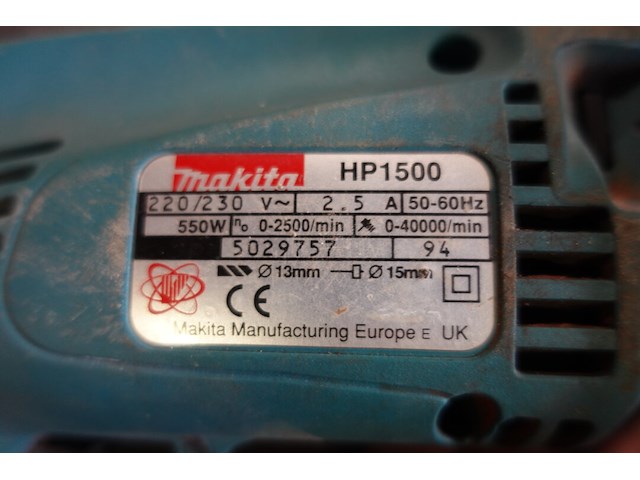 makita HP1500
220/230 V~ 2.5 A 50-60Hz
550W n₀ 0-2500/min 0-40000/min
5029757 94
Ø13mm Ø15mm
CE
Makita Manufacturing Europe E UK